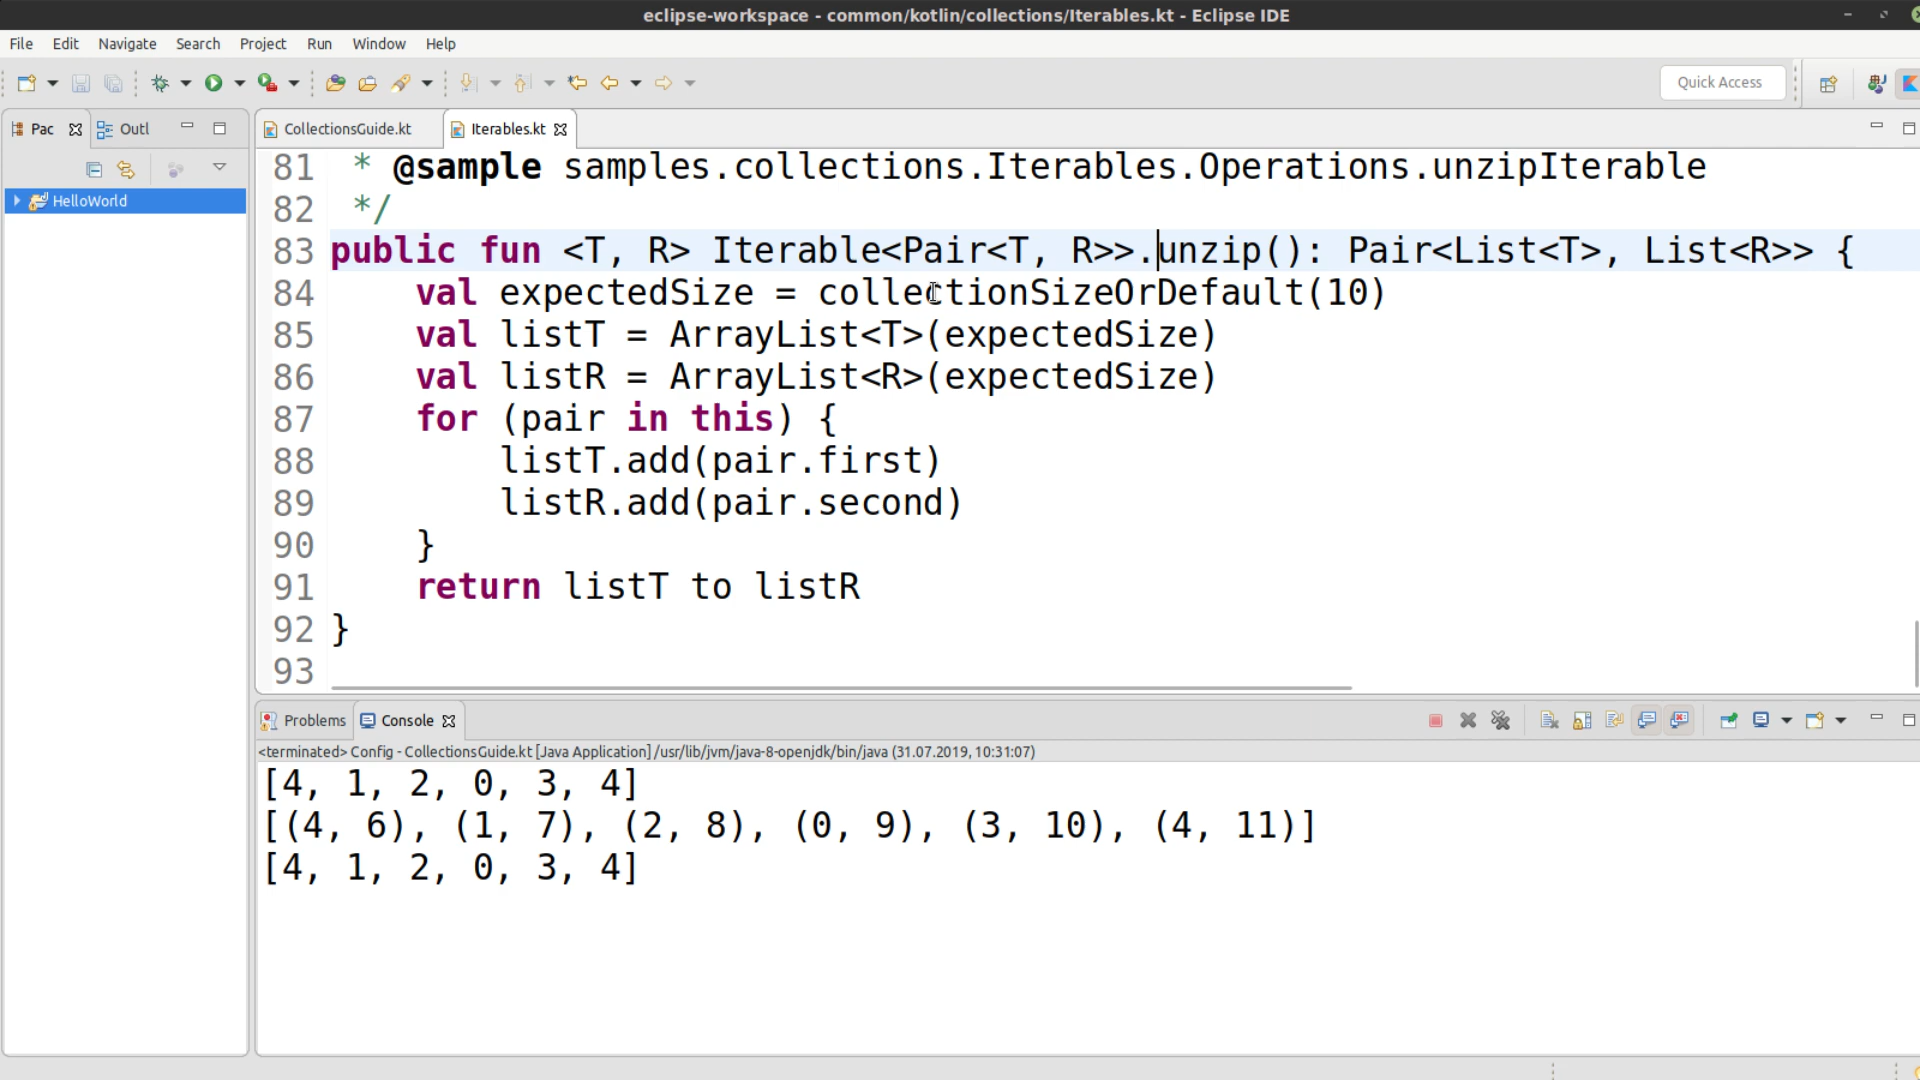 eclipse-workspace - common/kotlin/collections/Iterables.kt - Eclipse IDE
File Edit Navigate Search Project Run Window Help
Quick Access
Pac Outl
CollectionsGuide.kt Iterables.kt
HelloWorld
81 * @sample samples.collections.Iterables.Operations.unzipIterable
82 */
83 public fun <T, R> Iterable<Pair<T, R>>.unzip(): Pair<List<T>, List<R>> {
84 val expectedSize = collectionSizeOrDefault(10)
85 val listT = ArrayList<T>(expectedSize)
86 val listR = ArrayList<R>(expectedSize)
87 for (pair in this) {
88 listT.add(pair.first)
89 listR.add(pair.second)
90 }
91 return listT to listR
92 }
93
Problems Console
<terminated> Config - CollectionsGuide.kt [Java Application] /usr/lib/jvm/java-8-openjdk/bin/java (31.07.2019, 10:31:07)
[4, 1, 2, 0, 3, 4]
[(4, 6), (1, 7), (2, 8), (0, 9), (3, 10), (4, 11)]
[4, 1, 2, 0, 3, 4]